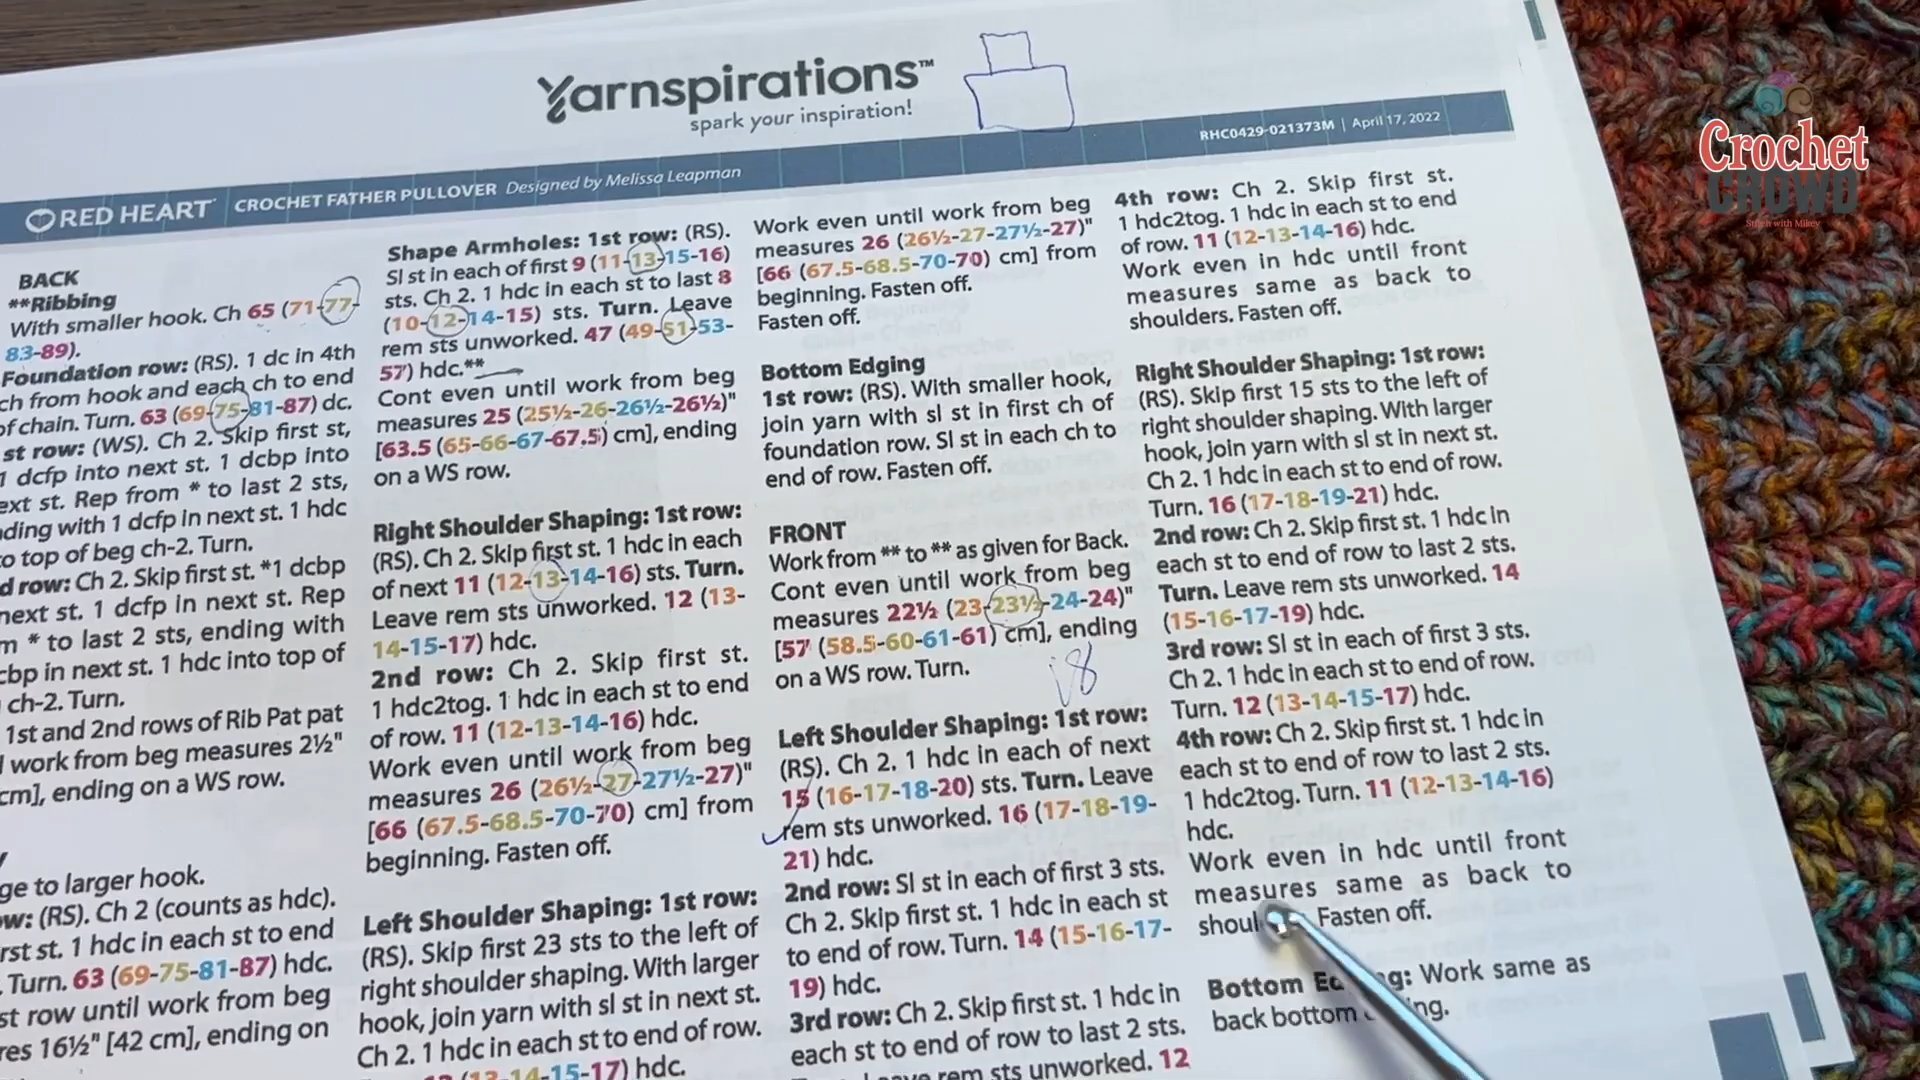 Yarnspirations™
spark your inspiration!
RHC0429-021373M | April 17, 2022
RED HEART® CROCHET FATHER PULLOVER Designed by Melissa Leapman
Crochet
CROWD
Stitch with Mikey
BACK
**Ribbing
With smaller hook. Ch 65 (71-77-
83-89).
Foundation row: (RS). 1 dc in 4th
ch from hook and each ch to end
of chain. Turn. 63 (69-75-81-87) dc.
st row: (WS). Ch 2. Skip first st,
1 dcfp into next st. 1 dcbp into
ext st. Rep from * to last 2 sts,
ding with 1 dcfp in next st. 1 hdc
to top of beg ch-2. Turn.
d row: Ch 2. Skip first st. *1 dcbp
next st. 1 dcfp in next st. Rep
m * to last 2 sts, ending with
cbp in next st. 1 hdc into top of
ch-2. Turn.
1st and 2nd rows of Rib Pat pat
work from beg measures 2½"
cm], ending on a WS row.
y
ge to larger hook.
ow: (RS). Ch 2 (counts as hdc).
rst st. 1 hdc in each st to end
. Turn. 63 (69-75-81-87) hdc.
st row until work from beg
res 16½" [42 cm], ending on
Shape Armholes: 1st row: (RS).
Sl st in each of first 9 (11-13-15-16)
sts. Ch 2. 1 hdc in each st to last 8
(10-12-14-15) sts. Turn. Leave
rem sts unworked. 47 (49-51-53-
57) hdc.**
Cont even until work from beg
measures 25 (25½-26-26½-26½)"
[63.5 (65-66-67-67.5) cm], ending
on a WS row.
Right Shoulder Shaping: 1st row:
(RS). Ch 2. Skip first st. 1 hdc in each
of next 11 (12-13-14-16) sts. Turn.
Leave rem sts unworked. 12 (13-
14-15-17) hdc.
2nd row: Ch 2. Skip first st.
1 hdc2tog. 1 hdc in each st to end
of row. 11 (12-13-14-16) hdc.
Work even until work from beg
measures 26 (26½-27-27½-27)"
[66 (67.5-68.5-70-70) cm] from
beginning. Fasten off.
Left Shoulder Shaping: 1st row:
(RS). Skip first 23 sts to the left of
right shoulder shaping. With larger
hook, join yarn with sl st in next st.
Ch 2. 1 hdc in each st to end of row.
(13-14-15-17) hdc.
Work even until work from beg
measures 26 (26½-27-27½-27)"
[66 (67.5-68.5-70-70) cm] from
beginning. Fasten off.
Fasten off.
Bottom Edging
1st row: (RS). With smaller hook,
join yarn with sl st in first ch of
foundation row. Sl st in each ch to
end of row. Fasten off.
FRONT
Work from ** to ** as given for Back.
Cont even until work from beg
measures 22½ (23-23½-24-24)"
[57 (58.5-60-61-61) cm], ending
on a WS row. Turn.
18
Left Shoulder Shaping: 1st row:
(RS). Ch 2. 1 hdc in each of next
15 (16-17-18-20) sts. Turn. Leave
rem sts unworked. 16 (17-18-19-
21) hdc.
2nd row: Sl st in each of first 3 sts.
Ch 2. Skip first st. 1 hdc in each st
to end of row. Turn. 14 (15-16-17-
19) hdc.
3rd row: Ch 2. Skip first st. 1 hdc in
each st to end of row to last 2 sts.
rem sts unworked. 12
4th row: Ch 2. Skip first st.
1 hdc2tog. 1 hdc in each st to end
of row. 11 (12-13-14-16) hdc.
Work even in hdc until front
measures same as back to
shoulders. Fasten off.
Right Shoulder Shaping: 1st row:
(RS). Skip first 15 sts to the left of
right shoulder shaping. With larger
hook, join yarn with sl st in next st.
Ch 2. 1 hdc in each st to end of row.
Turn. 16 (17-18-19-21) hdc.
2nd row: Ch 2. Skip first st. 1 hdc in
each st to end of row to last 2 sts.
Turn. Leave rem sts unworked. 14
(15-16-17-19) hdc.
3rd row: Sl st in each of first 3 sts.
Ch 2. 1 hdc in each st to end of row.
Turn. 12 (13-14-15-17) hdc.
4th row: Ch 2. Skip first st. 1 hdc in
each st to end of row to last 2 sts.
1 hdc2tog. Turn. 11 (12-13-14-16)
hdc.
Work even in hdc until front
measures same as back to
shoul Fasten off.
Bottom Ed g: Work same as
back bottom ng.